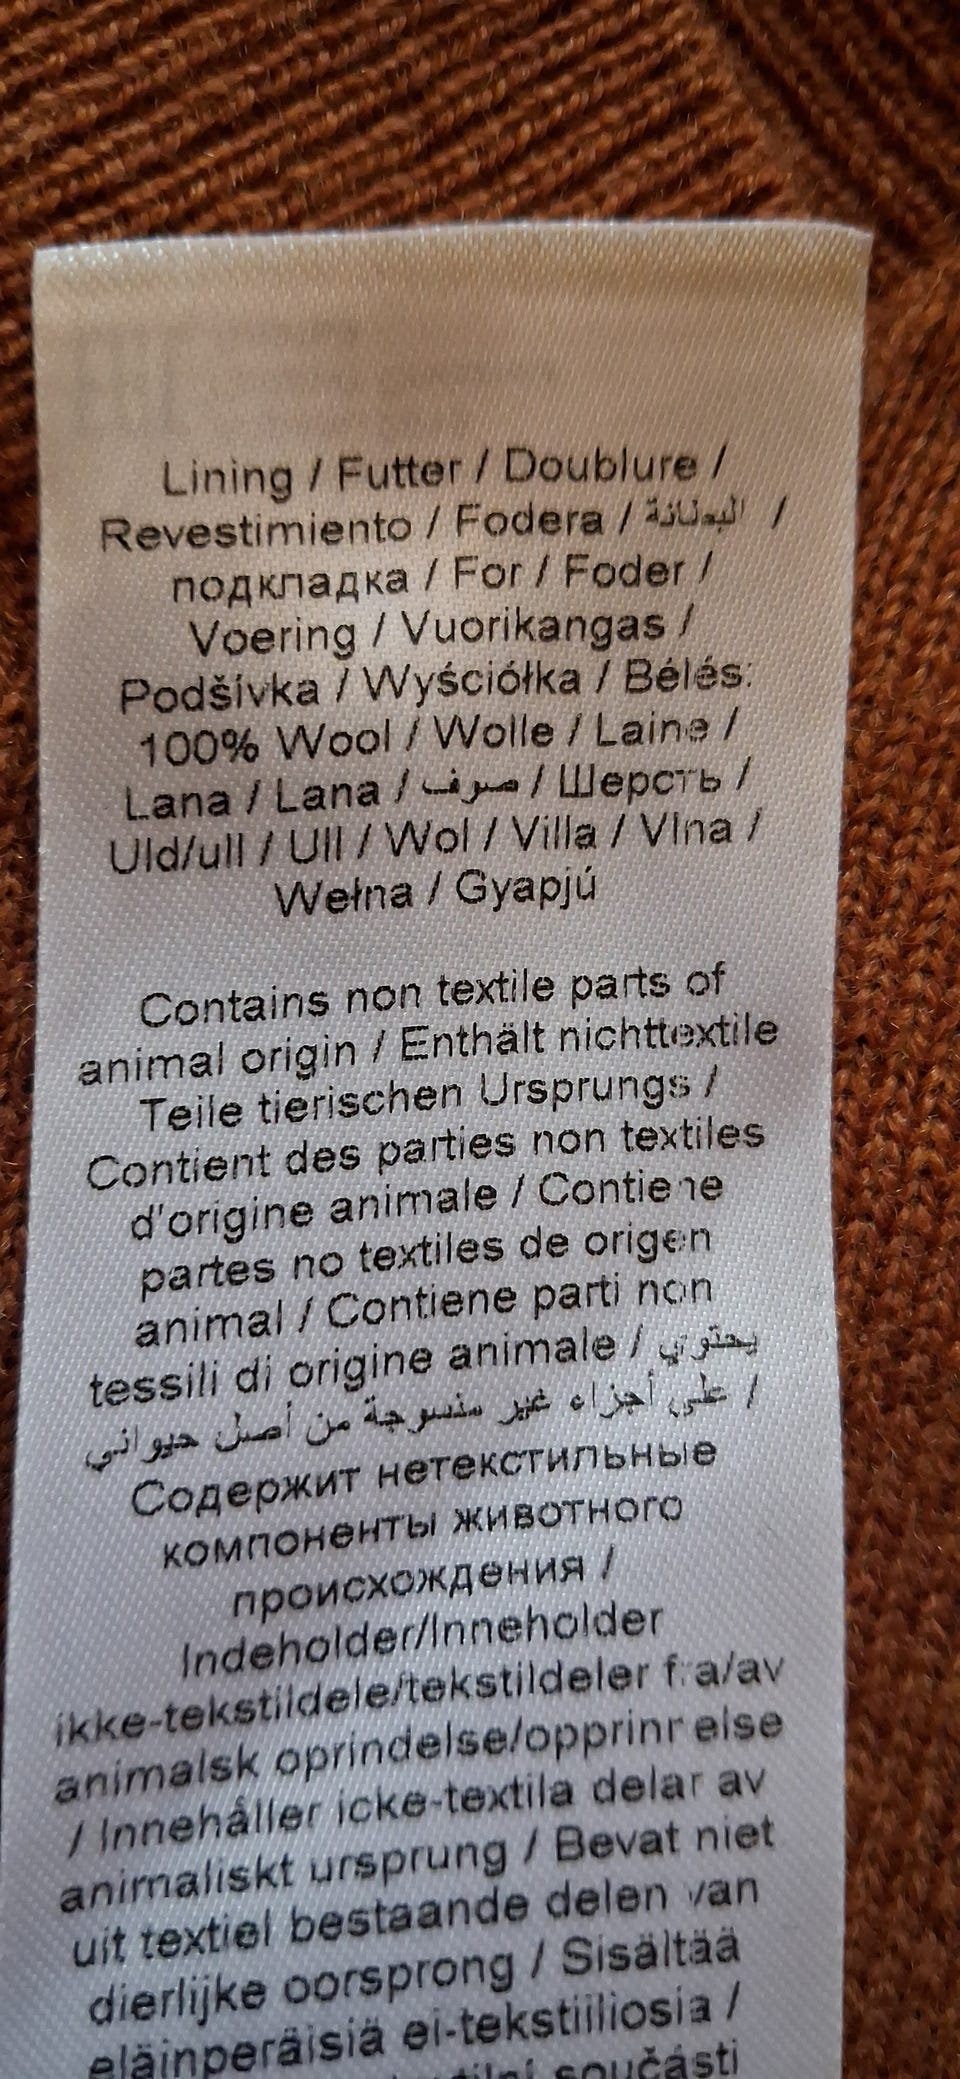 Lining / Futter / Doublure /
Revestimiento / Fodera / البطانة /
подкладка / For / Foder /
Voering / Vuorikangas /
Podšívka / Wyściółka / Bélés:
100% Wool / Wolle / Laine /
Lana / Lana / صوف / Шерсть /
Uld/ull / Ull / Wol / Villa / Vlna /
Wełna / Gyapjú
Contains non textile parts of
animal origin / Enthält nichttextile
Teile tierischen Ursprungs /
Contient des parties non textiles
d'origine animale / Contiene
partes no textiles de origen
animal / Contiene parti non
tessili di origine animale / يحتوي
على أجزاء غير منسوجة من أصل حيواني /
Содержит нетекстильные
компоненты животного
происхождения /
Indeholder/Inneholder
ikke-tekstildele/tekstildeler fra/av
animalsk oprindelse/opprinnelse
/ Innehåller icke-textila delar av
animaliskt ursprung / Bevat niet
uit textiel bestaande delen van
dierlijke oorsprong / Sisältää
eläinperäisiä ei-tekstiiliosia /
součásti